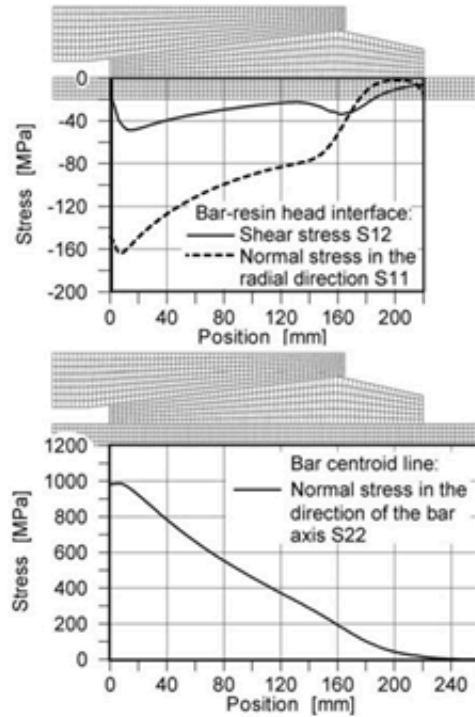 0
-40
-80
-120
-160
-200
Stress [MPa]
Bar-resin head interface:
Shear stress S12
Normal stress in the
radial direction S11
0 40 80 120 160 200
Position [mm]
1200
1000
800
600
400
200
0
Stress [MPa]
Bar centroid line:
Normal stress in the
direction of the bar
axis S22
0 40 80 120 160 200 240
Position [mm]